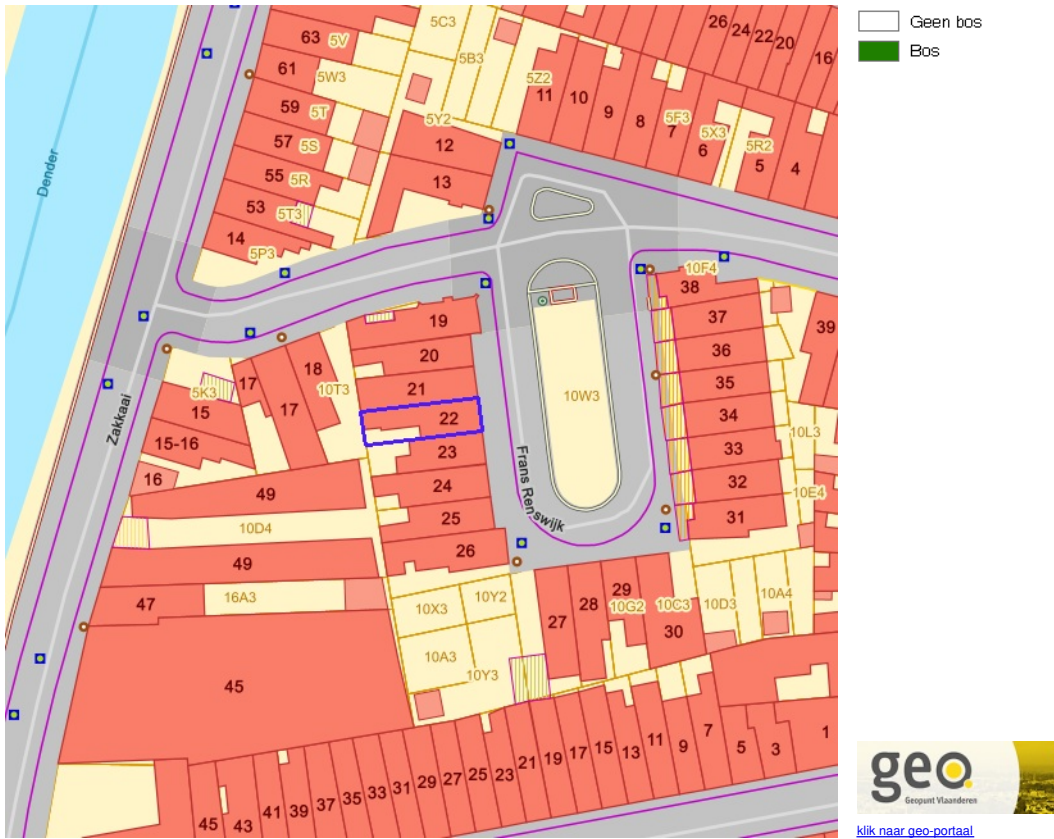 Geen bos
Bos
5C3
26
24
22
20
16
63
5V
5B3
61
5W3
5Z2
11
10
9
8
5F3
7
5X3
6
5R2
5
4
59
5T
5Y2
12
57
5S
13
55
5R
53
5T3
14
5P3
Dender
10F4
38
37
39
36
35
34
33
32
31
10L3
10E4
19
20
21
22
23
24
25
26
10W3
18
10T3
17
17
5K3
15
15-16
16
Zakkaai
Frans Renswijk
49
10D4
49
16A3
47
45
10X3
10Y2
10A3
10Y3
27
28
29
10G2
10C3
30
10D3
10A4
45
43
41
39
37
35
33
31
29
27
25
23
21
19
17
15
13
11
9
7
5
3
1
geo
Geopunt Vlaanderen
klik naar geo-portaal